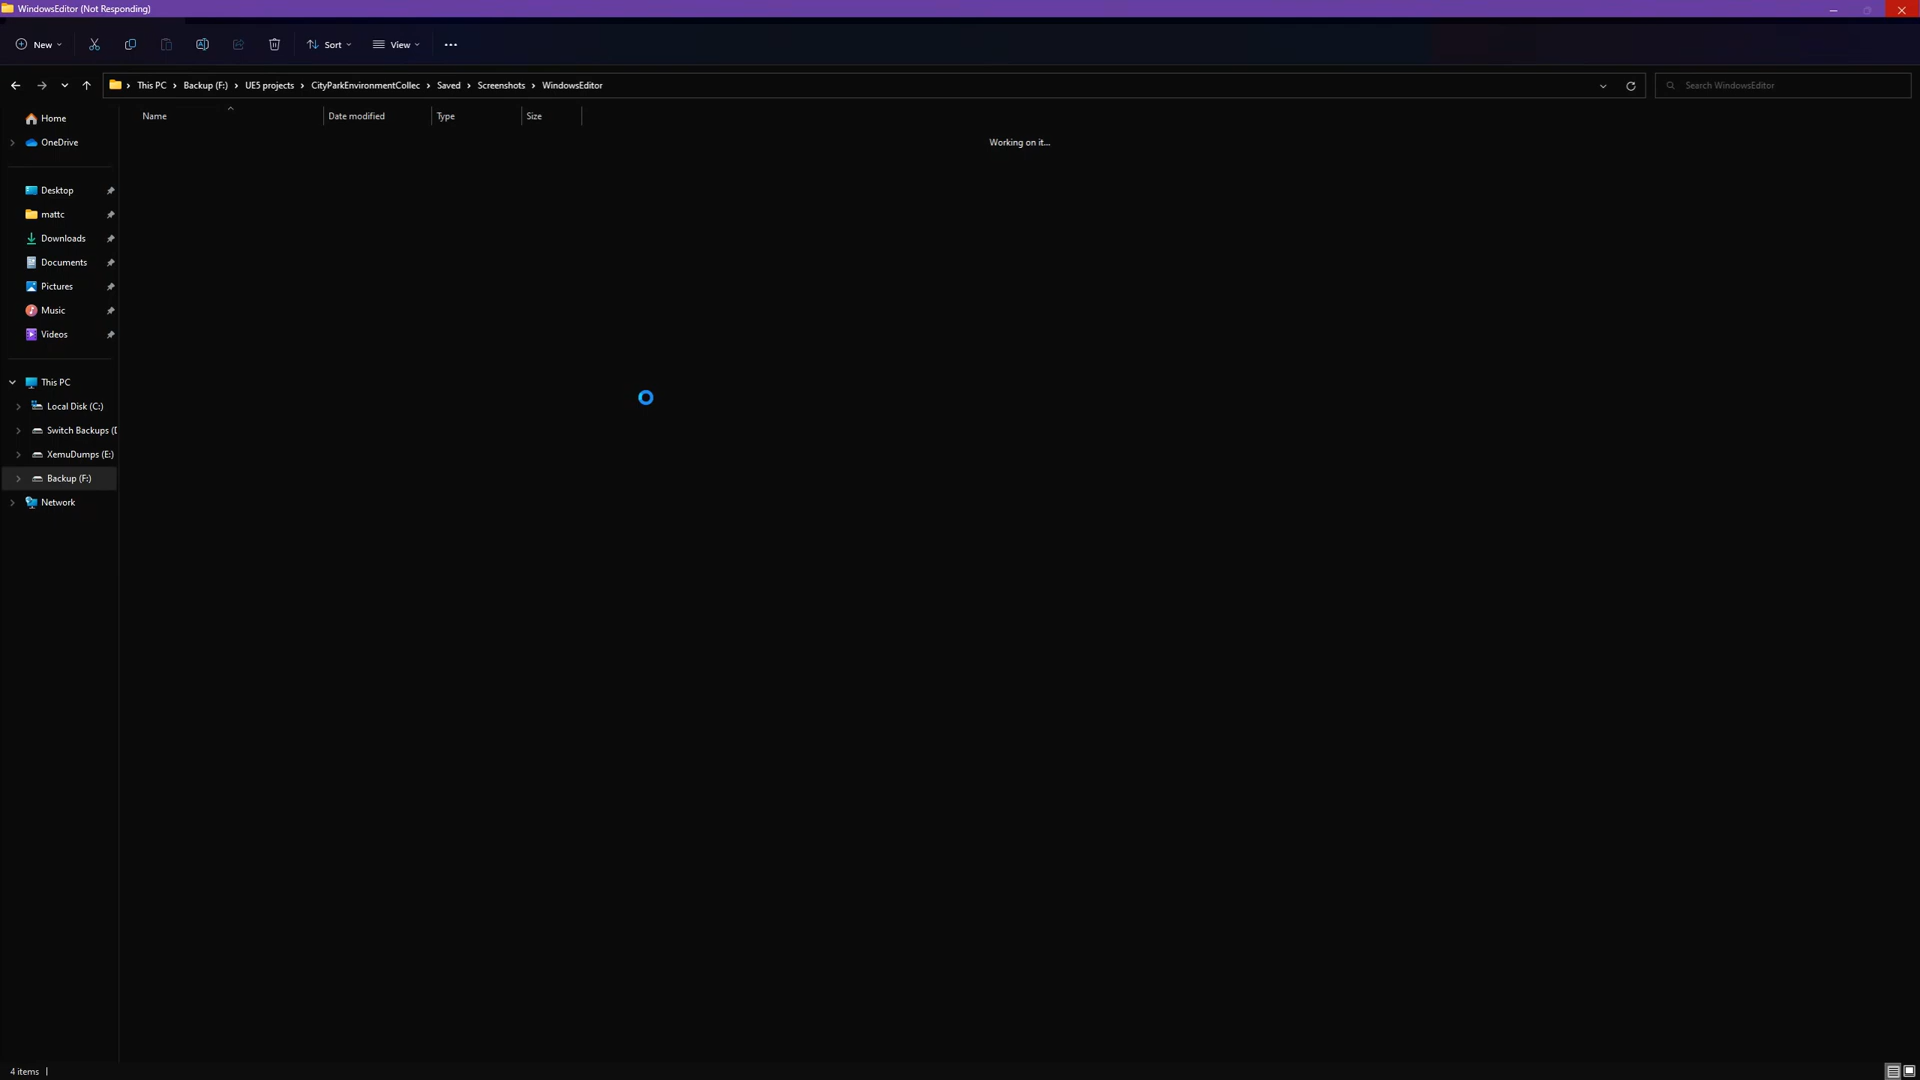 WindowsEditor (Not Responding)
New
Sort
View
This PC
Backup (F:)
UE5 projects
CityParkEnvironmentCollec
Saved
Screenshots
WindowsEditor
Search WindowsEditor
Name
Date modified
Type
Size
Working on it...
Home
OneDrive
Desktop
mattc
Downloads
Documents
Pictures
Music
Videos
This PC
Local Disk (C:)
Switch Backups (D
XemuDumps (E:)
Backup (F:)
Network
4 items